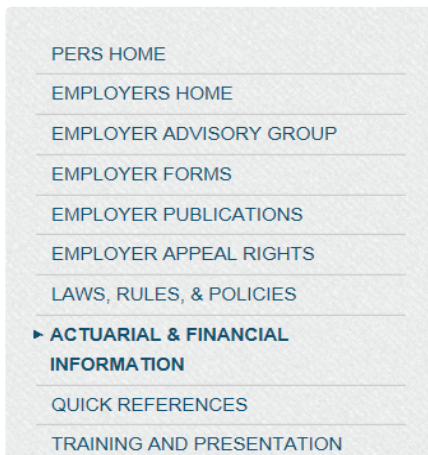 PERS HOME
EMPLOYERS HOME
EMPLOYER ADVISORY GROUP
EMPLOYER FORMS
EMPLOYER PUBLICATIONS
EMPLOYER APPEAL RIGHTS
LAWS, RULES, & POLICIES
ACTUARIAL & FINANCIAL
INFORMATION
QUICK REFERENCES
TRAINING AND PRESENTATION